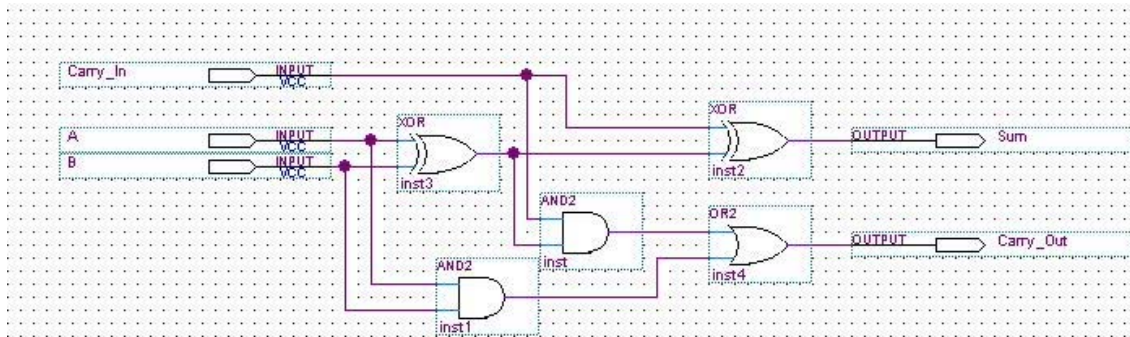 Carry_In
INPUT
VCC
A
INPUT
VCC
B
INPUT
VCC
XOR
inst3
XOR
inst2
OUTPUT
Sum
AND2
inst
OR2
inst4
OUTPUT
Carry_Out
AND2
inst1